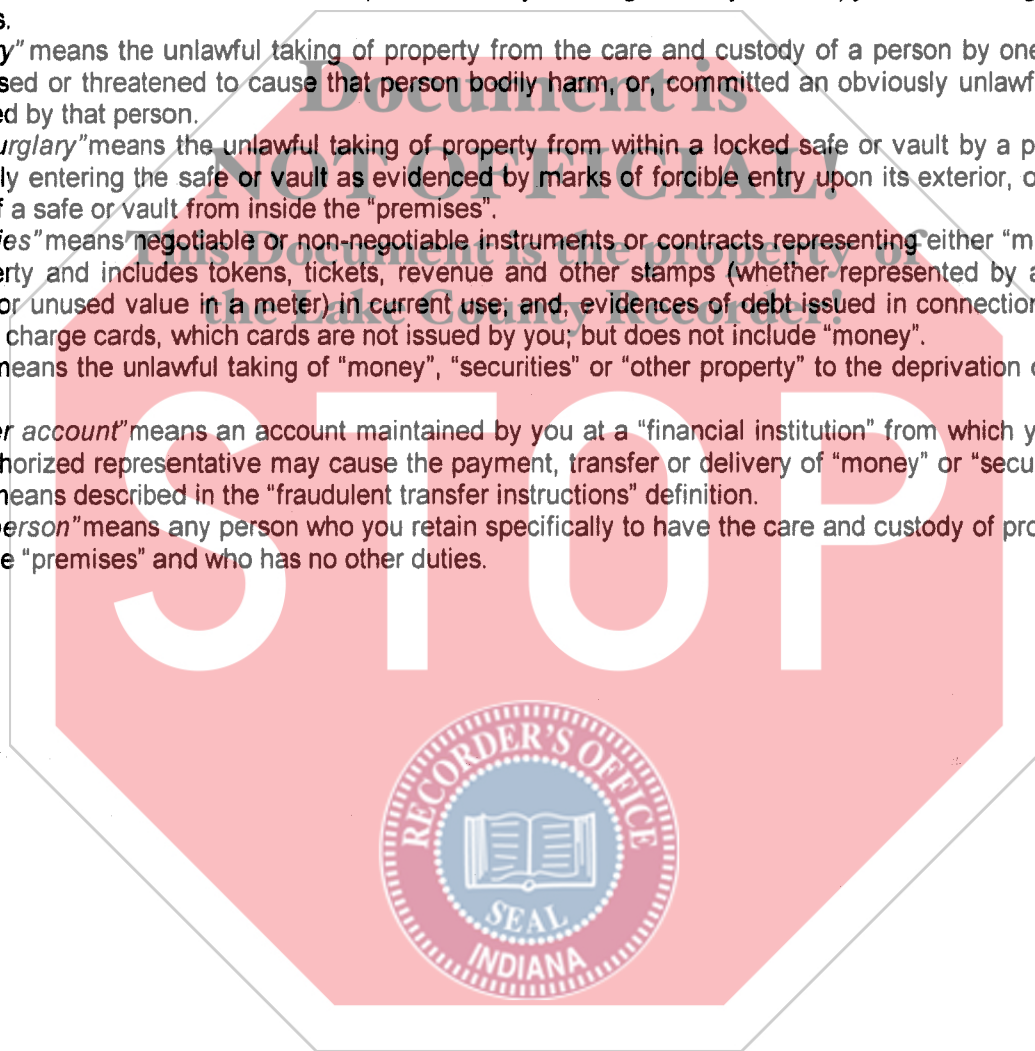 s.
y" means the unlawful taking of property from the care and custody of a person by one
sed or threatened to cause that person bodily harm, or, committed an obviously unlawf
ed by that person.
urglary" means the unlawful taking of property from within a locked safe or vault by a p
ly entering the safe or vault as evidenced by marks of forcible entry upon its exterior, o
f a safe or vault from inside the "premises".
ies" means negotiable or non-negotiable instruments or contracts representing either "m
erty and includes tokens, tickets, revenue and other stamps (whether represented by a
or unused value in a meter) in current use; and, evidences of debt issued in connection
charge cards, which cards are not issued by you; but does not include "money".
neans the unlawful taking of "money", "securities" or "other property" to the deprivation o
er account" means an account maintained by you at a "financial institution" from which y
horized representative may cause the payment, transfer or delivery of "money" or "secu
neans described in the "fraudulent transfer instructions" definition.
person" means any person who you retain specifically to have the care and custody of pro
e "premises" and who has no other duties.
Document is
NOT OFFICIAL!
This Document is the property of
the Lake County Recorder!
STOP
RECORDER'S OFFICE
SEAL
INDIANA